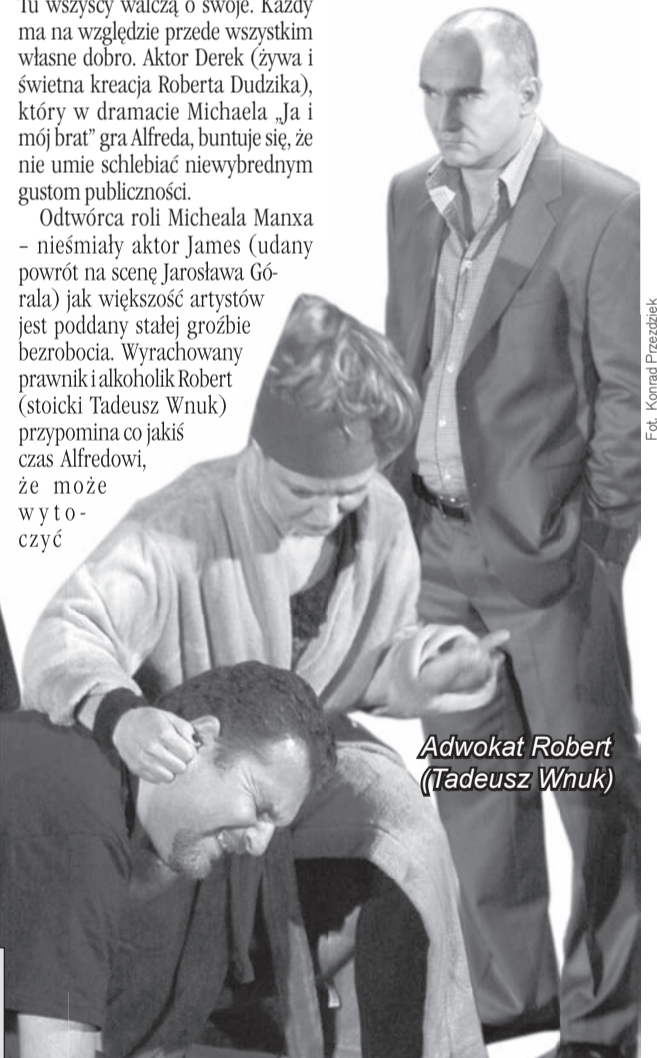 Tu wszyscy walczą o swoje. Każdy
ma na względzie przede wszystkim
własne dobro. Aktor Derek (żywa i
świetna kreacja Roberta Dudzika),
który w dramacie Michaela „Ja i
mój brat” gra Alfreda, buntuje się, że
nie umie schlebiać niewybrednym
gustom publiczności.
Odtwórca roli Micheala Manxa
– nieśmiały aktor James (udany
powrót na scenę Jarosława Gó-
rala) jak większość artystów
jest poddany stałej groźbie
bezrobocia. Wyrachowany
prawnik i alkoholik Robert
(stoicki Tadeusz Wnuk)
przypomina co jakiś
czas Alfredowi,
że może
wyto-
czyć
Fot. Konrad Przezdziek
Adwokat Robert
(Tadeusz Wnuk)